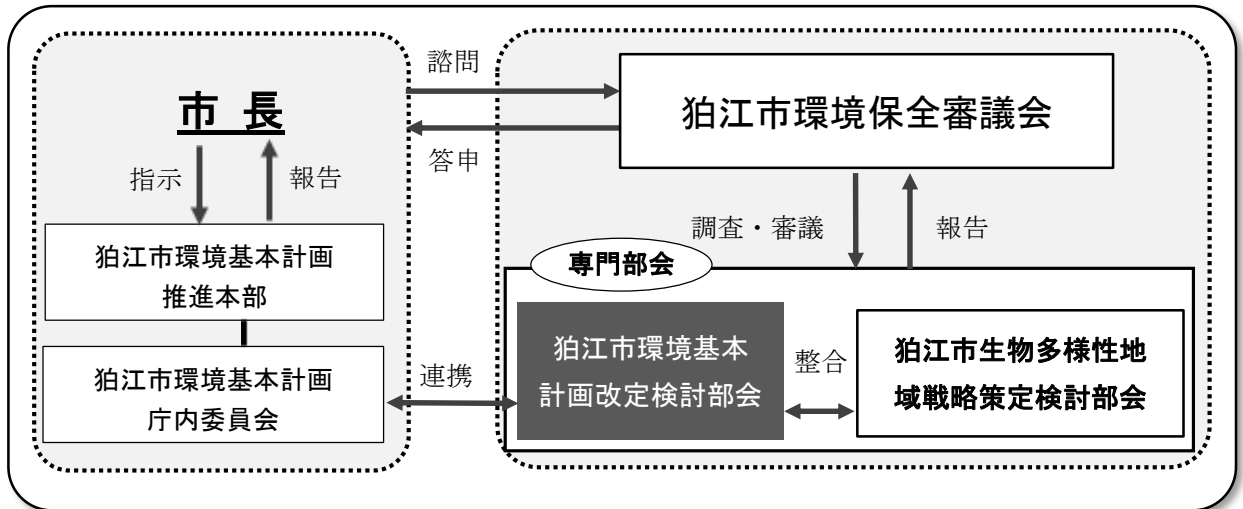 諮問
狛江市環境保全審議会
市 長
答申
指示
報告
調査・審議
報告
狛江市環境基本計画
推進本部
専門部会
狛江市環境基本
計画改定検討部会
整合
狛江市生物多様性地
域戦略策定検討部会
狛江市環境基本計画
庁内委員会
連携